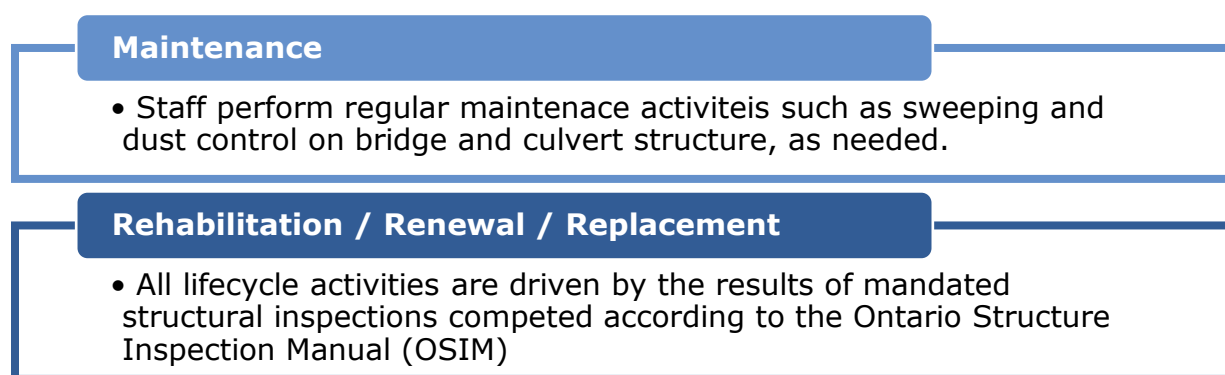 Maintenance
• Staff perform regular maintenace activiteis such as sweeping and
dust control on bridge and culvert structure, as needed.
Rehabilitation / Renewal / Replacement
• All lifecycle activities are driven by the results of mandated
structural inspections competed according to the Ontario Structure
Inspection Manual (OSIM)